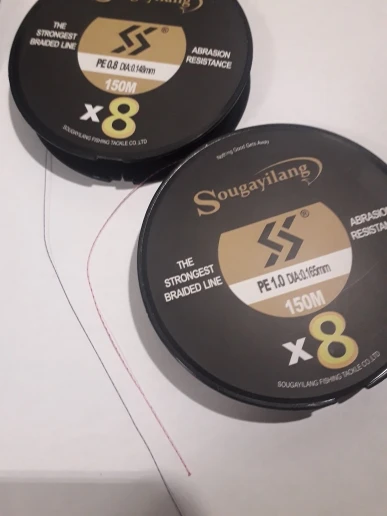 Sougayilang
THE
STRONGEST
BRAIDED LINE
®
ABRASION
RESISTANCE
PE 0.8 DIA:0.148mm
150M
x8
SOUGAYILANG FISHING TACKLE CO.,LTD
Nothing Good Gets Away
Sougayilang
®
THE
STRONGEST
BRAIDED LINE
ABRASION
RESISTAN
PE 1.0 DIA:0.165mm
150M
x8
SOUGAYILANG FISHING TACKLE CO.,LTD